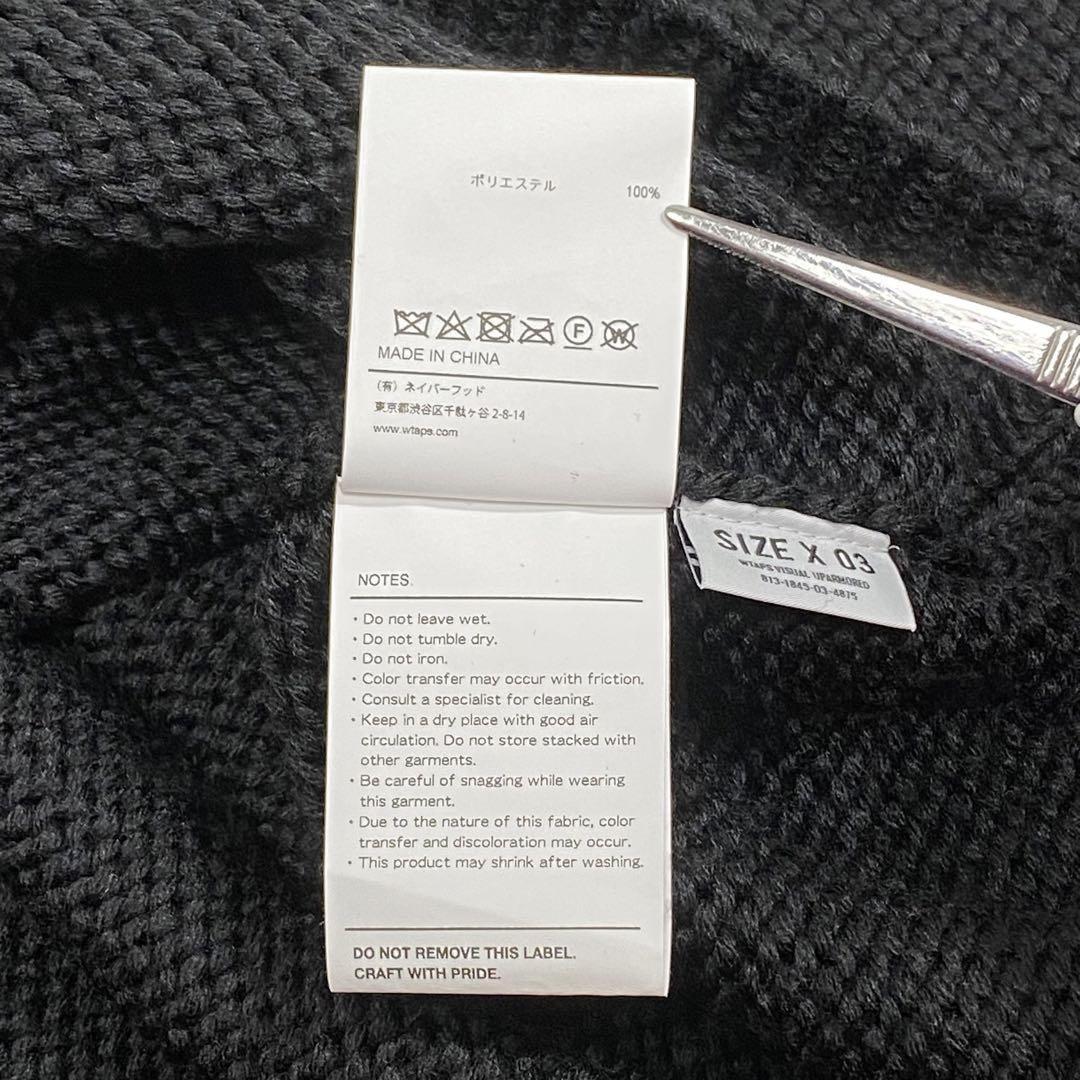 ポリエステル 100%
F W
MADE IN CHINA
(有) ネイバーフッド
東京都渋谷区千駄ヶ谷 2-8-14
www.wtaps.com
SIZE X 03
WTAPS VISUAL UPARMORED
813-1845-03-4875
NOTES.
・Do not leave wet.
・Do not tumble dry.
・Do not iron.
・Color transfer may occur with friction.
・Consult a specialist for cleaning.
・Keep in a dry place with good air
circulation. Do not store stacked with
other garments.
・Be careful of snagging while wearing
this garment.
・Due to the nature of this fabric, color
transfer and discoloration may occur.
・This product may shrink after washing.
DO NOT REMOVE THIS LABEL.
CRAFT WITH PRIDE.